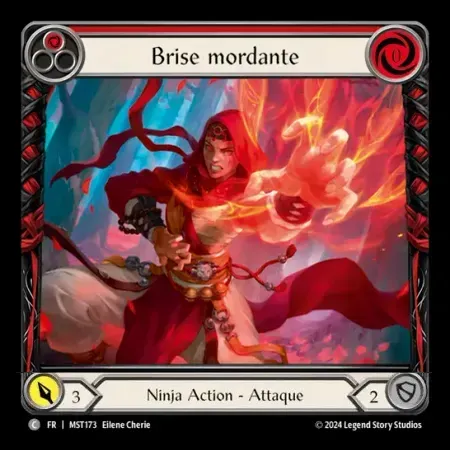 Brise mordante
3 Ninja Action - Attaque 2
C FR | MST173 Eilene Cherie © 2024 Legend Story Studios